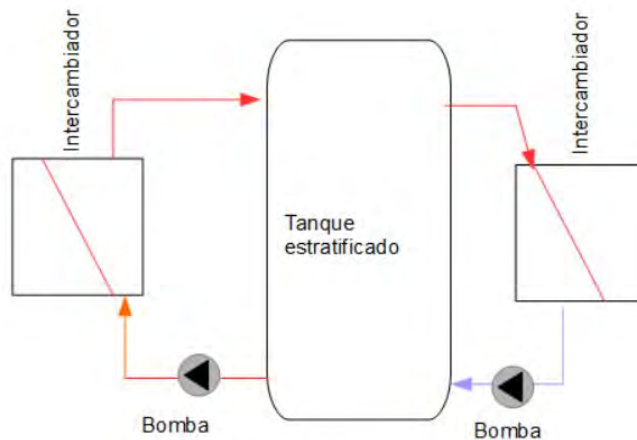 Intercambiador
Intercambiador
Tanque
estratificado
Bomba
Bomba